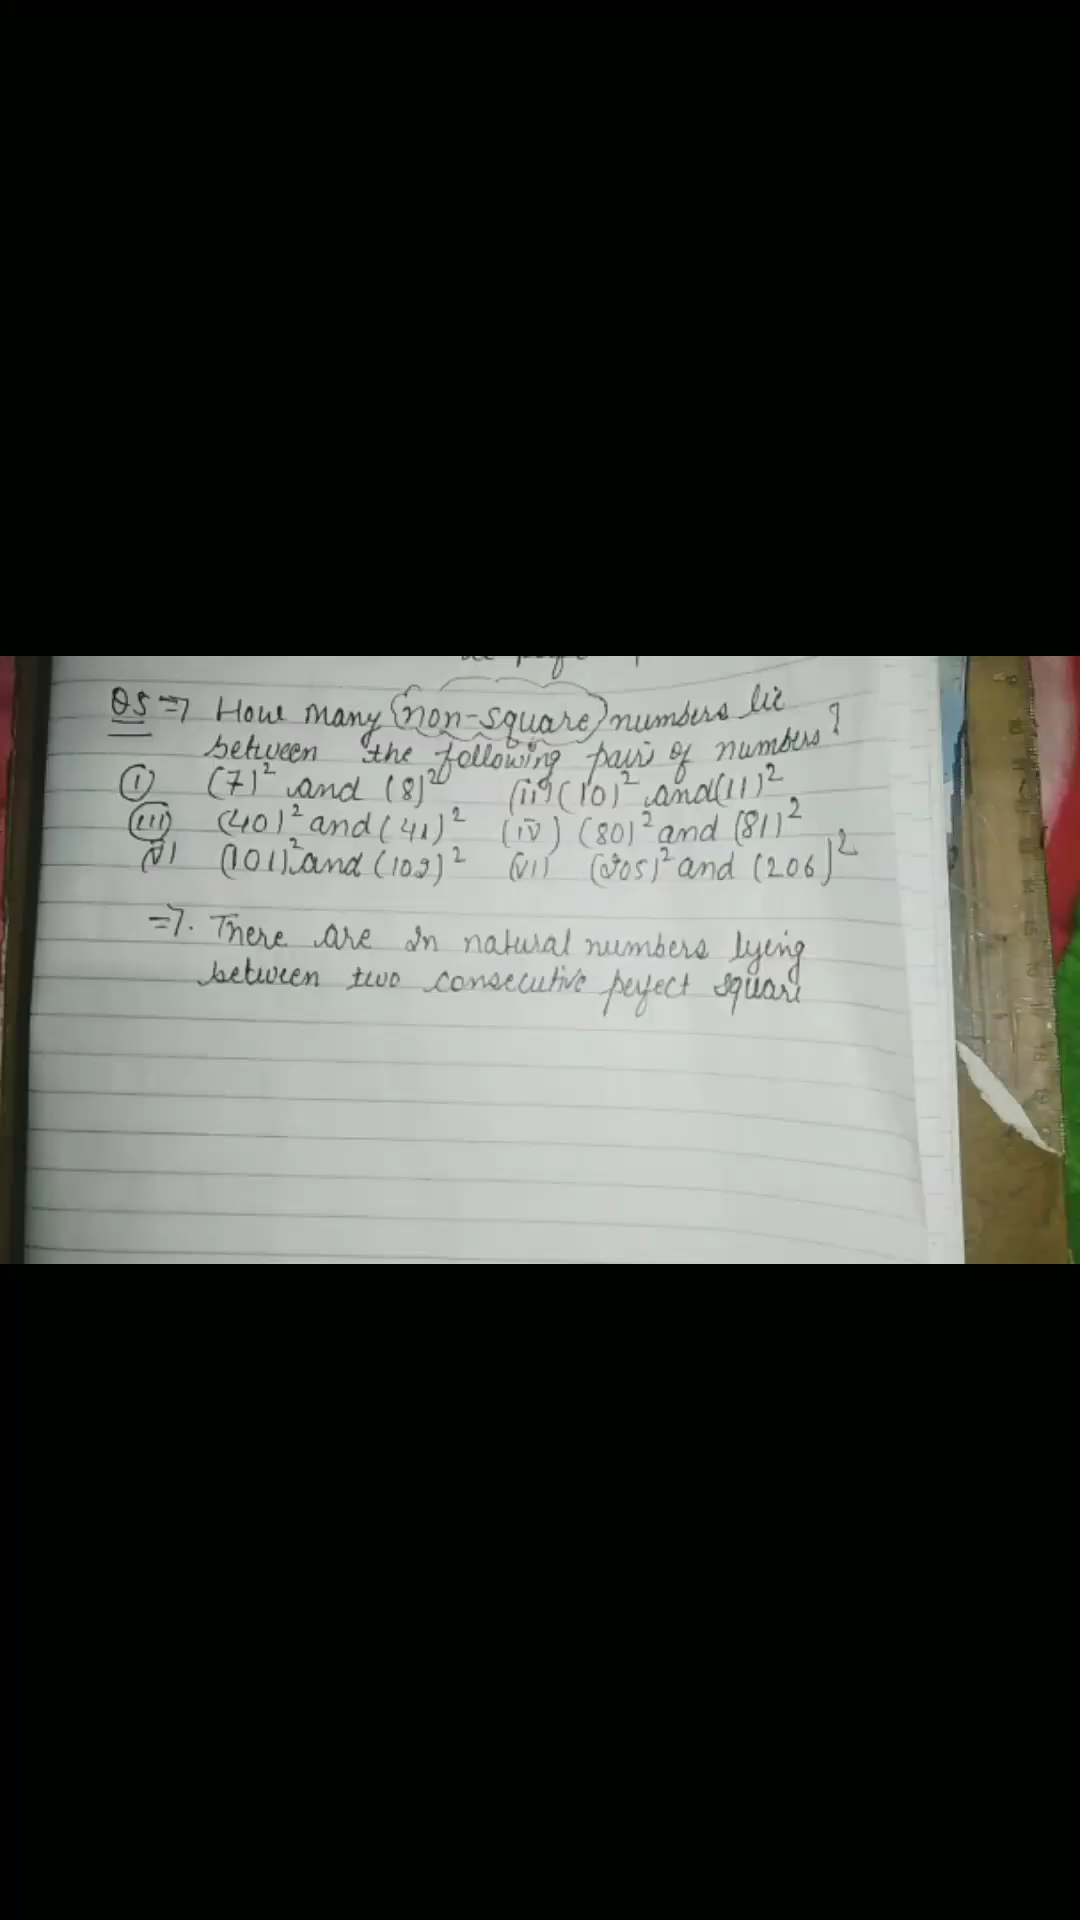 Q5 ⇒ How many non-square numbers lie
between the following pair of numbers?
(i) (7)² and (8)² (ii) (10)² and (11)²
(iii) (40)² and (41)² (iv) (80)² and (81)²
(v) (101)² and (102)² (vi) (205)² and (206)²
⇒ There are 2n natural numbers lying
between two consecutive perfect square